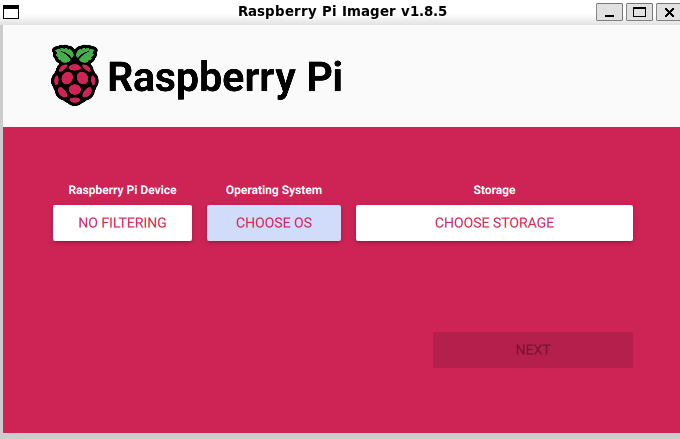 Raspberry Pi Imager v1.8.5
Raspberry Pi
Raspberry Pi Device Operating System Storage
NO FILTERING CHOOSE OS CHOOSE STORAGE
NEXT